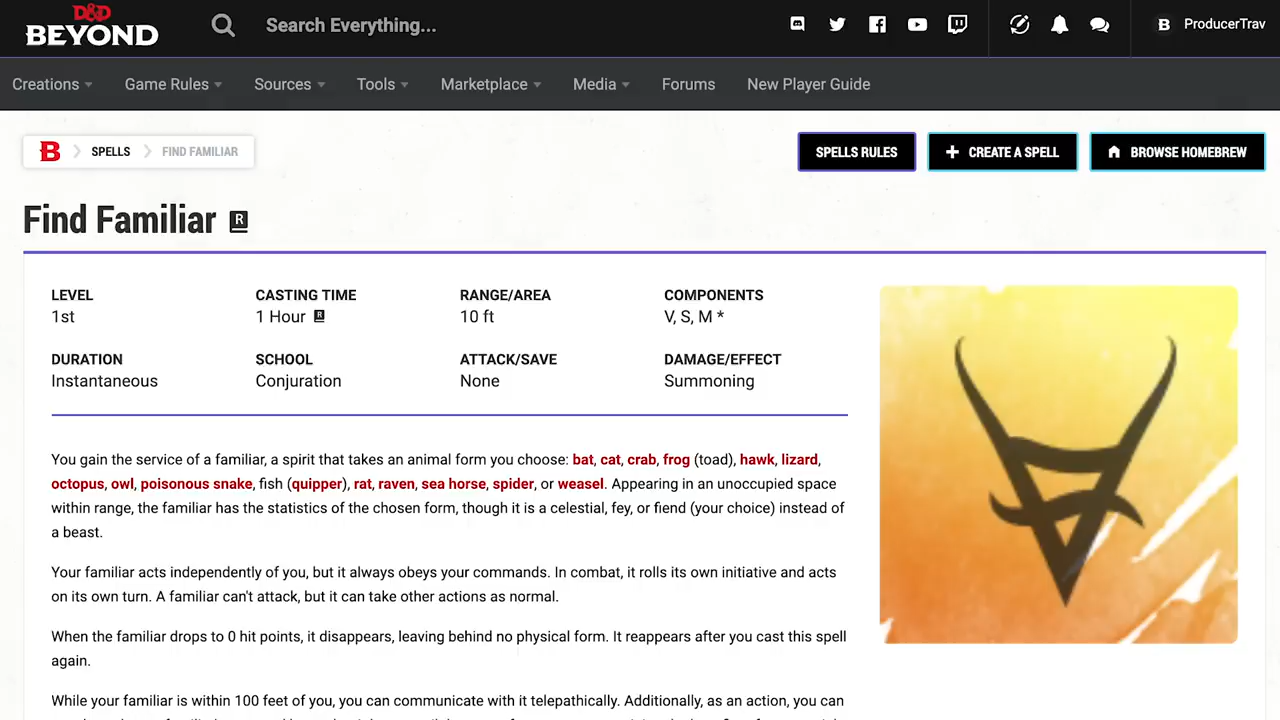 D&D
BEYOND
Search Everything...
B ProducerTrav
Creations
Game Rules
Sources
Tools
Marketplace
Media
Forums
New Player Guide
B SPELLS FIND FAMILIAR
SPELLS RULES
+ CREATE A SPELL
BROWSE HOMEBREW
Find Familiar R
LEVEL
1st
CASTING TIME
1 Hour R
RANGE/AREA
10 ft
COMPONENTS
V, S, M *
DURATION
Instantaneous
SCHOOL
Conjuration
ATTACK/SAVE
None
DAMAGE/EFFECT
Summoning
You gain the service of a familiar, a spirit that takes an animal form you choose: bat, cat, crab, frog (toad), hawk, lizard,
octopus, owl, poisonous snake, fish (quipper), rat, raven, sea horse, spider, or weasel. Appearing in an unoccupied space
within range, the familiar has the statistics of the chosen form, though it is a celestial, fey, or fiend (your choice) instead of
a beast.
Your familiar acts independently of you, but it always obeys your commands. In combat, it rolls its own initiative and acts
on its own turn. A familiar can't attack, but it can take other actions as normal.
When the familiar drops to 0 hit points, it disappears, leaving behind no physical form. It reappears after you cast this spell
again.
While your familiar is within 100 feet of you, you can communicate with it telepathically. Additionally, as an action, you can